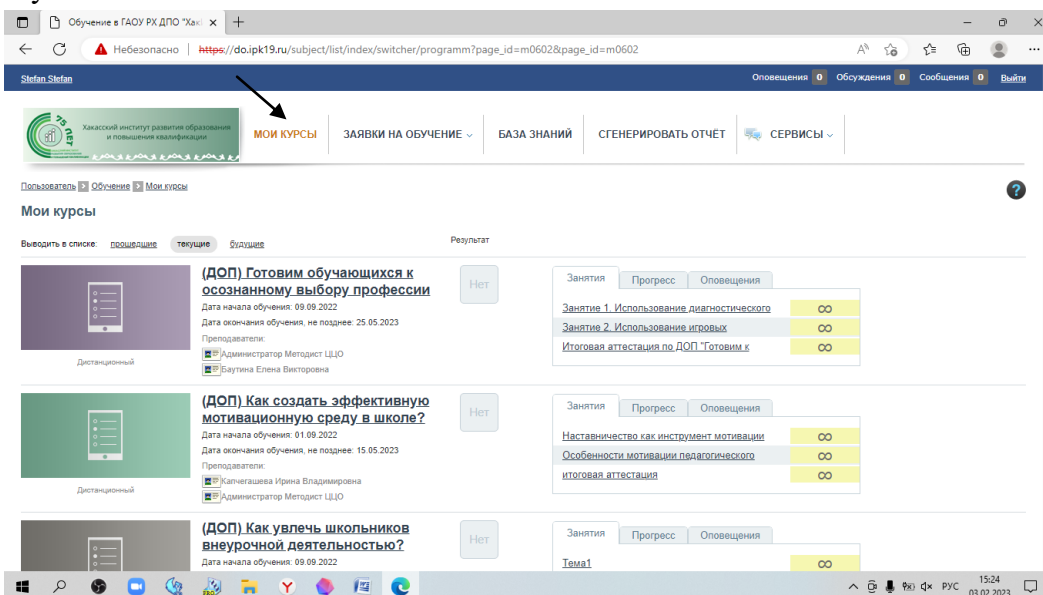 Обучение в ГАОУ РХ ДПО "Хак
Небезопасно https://do.ipk19.ru/subject/list/index/switcher/programm?page_id=m0602&page_id=m0602
Stefan Stefan
Оповещения 0 Обсуждения 0 Сообщения 0 Выйти
75 ЛЕТ
Хакасский институт развития образования
и повышения квалификации
МОИ КУРСЫ ЗАЯВКИ НА ОБУЧЕНИЕ БАЗА ЗНАНИЙ СГЕНЕРИРОВАТЬ ОТЧЁТ СЕРВИСЫ
Пользователь Обучение Мои курсы
?
Мои курсы
Выводить в списке: прошедшие текущие будущие
Результат
(ДОП) Готовим обучающихся к
осознанному выбору профессии
Дата начала обучения: 09.09.2022
Дата окончания обучения, не позднее: 25.05.2023
Преподаватели:
Администратор Методист ЦЦО
Баутина Елена Викторовна
Дистанционный
Нет
Занятия Прогресс Оповещения
Занятие 1. Использование диагностического ∞
Занятие 2. Использование игровых ∞
Итоговая аттестация по ДОП "Готовим к ∞
(ДОП) Как создать эффективную
мотивационную среду в школе?
Дата начала обучения: 01.09.2022
Дата окончания обучения, не позднее: 15.05.2023
Преподаватели:
Капчегашева Ирина Владимировна
Администратор Методист ЦЦО
Дистанционный
Нет
Занятия Прогресс Оповещения
Наставничество как инструмент мотивации ∞
Особенности мотивации педагогического ∞
итоговая аттестация ∞
(ДОП) Как увлечь школьников
внеурочной деятельностью?
Дата начала обучения: 09.09.2022
Нет
Занятия Прогресс Оповещения
Тема1 ∞
РУС
15:24
03.02.2023